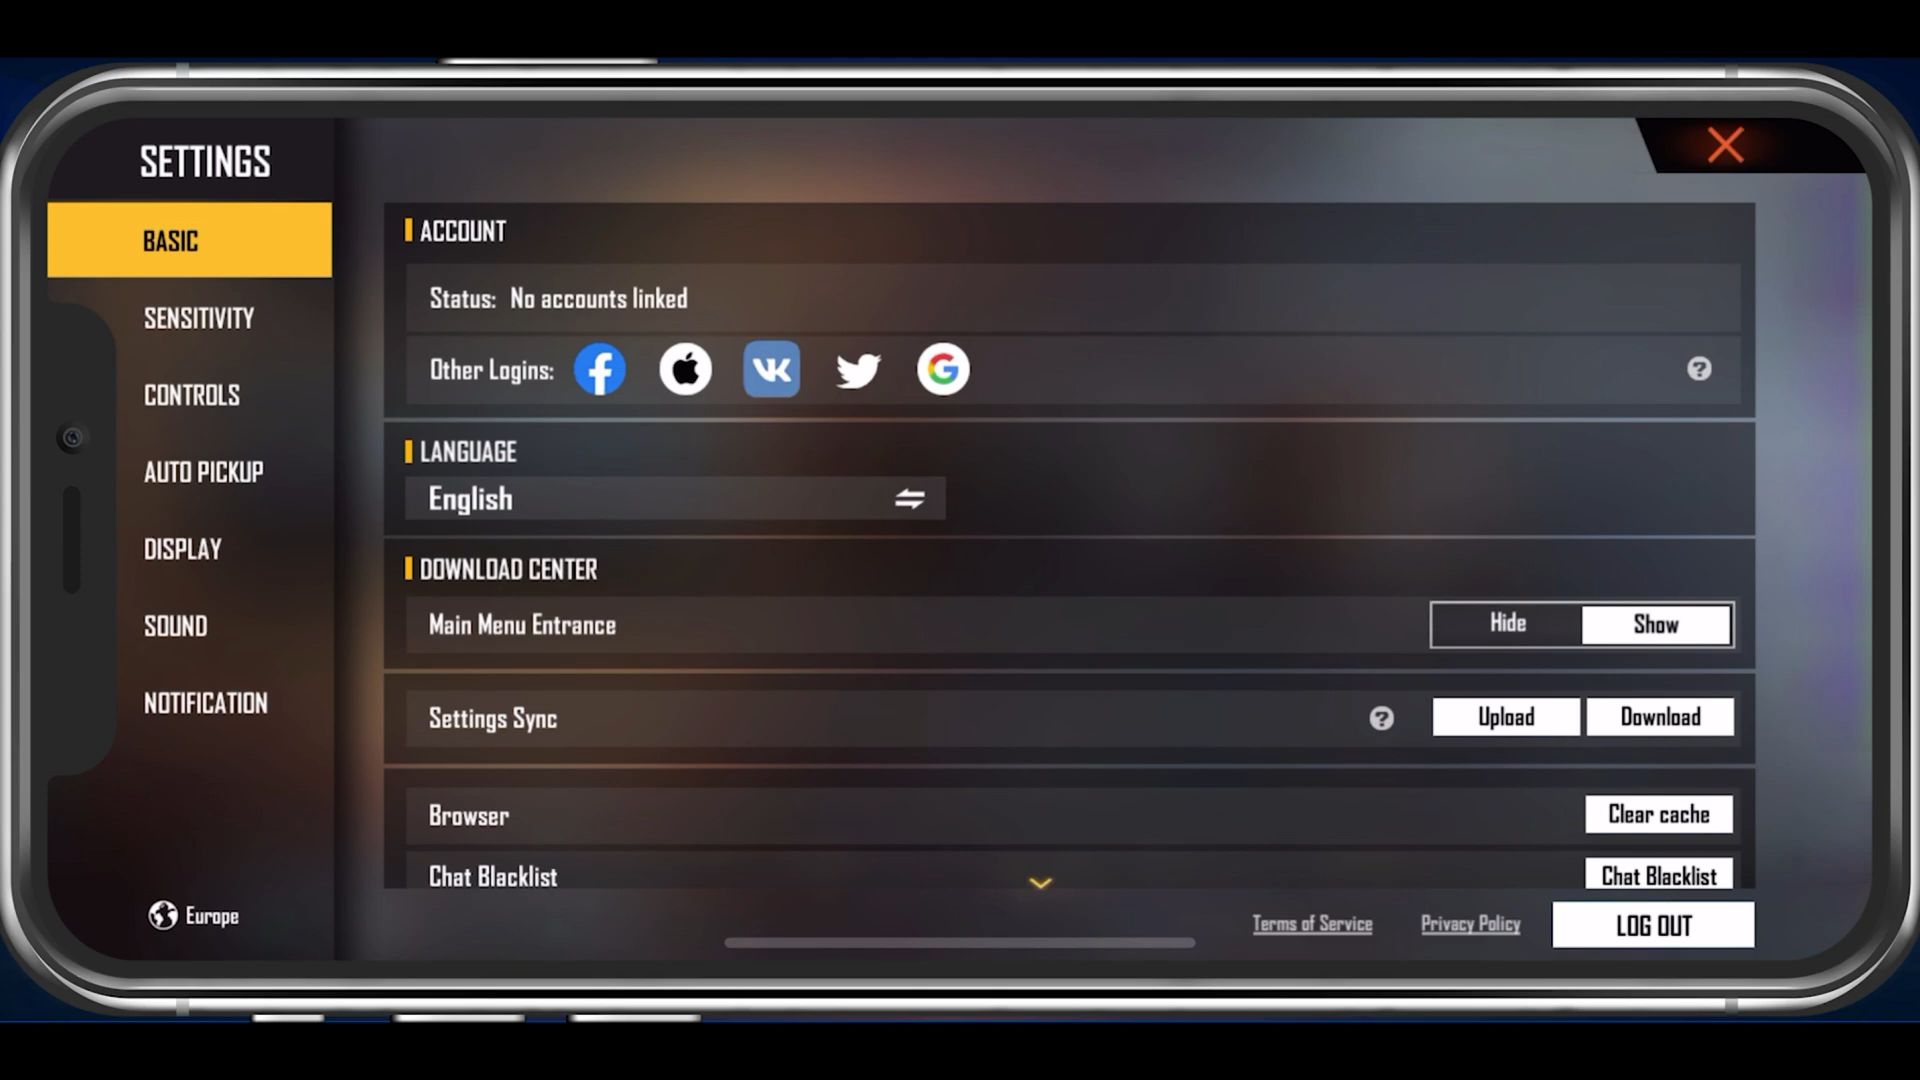 SETTINGS
BASIC
SENSITIVITY
CONTROLS
AUTO PICKUP
DISPLAY
SOUND
NOTIFICATION
Europe
ACCOUNT
Status: No accounts linked
Other Logins:
?
LANGUAGE
English
DOWNLOAD CENTER
Main Menu Entrance
Hide Show
Settings Sync ? Upload Download
Browser Clear cache
Chat Blacklist Chat Blacklist
Terms of Service Privacy Policy LOG OUT